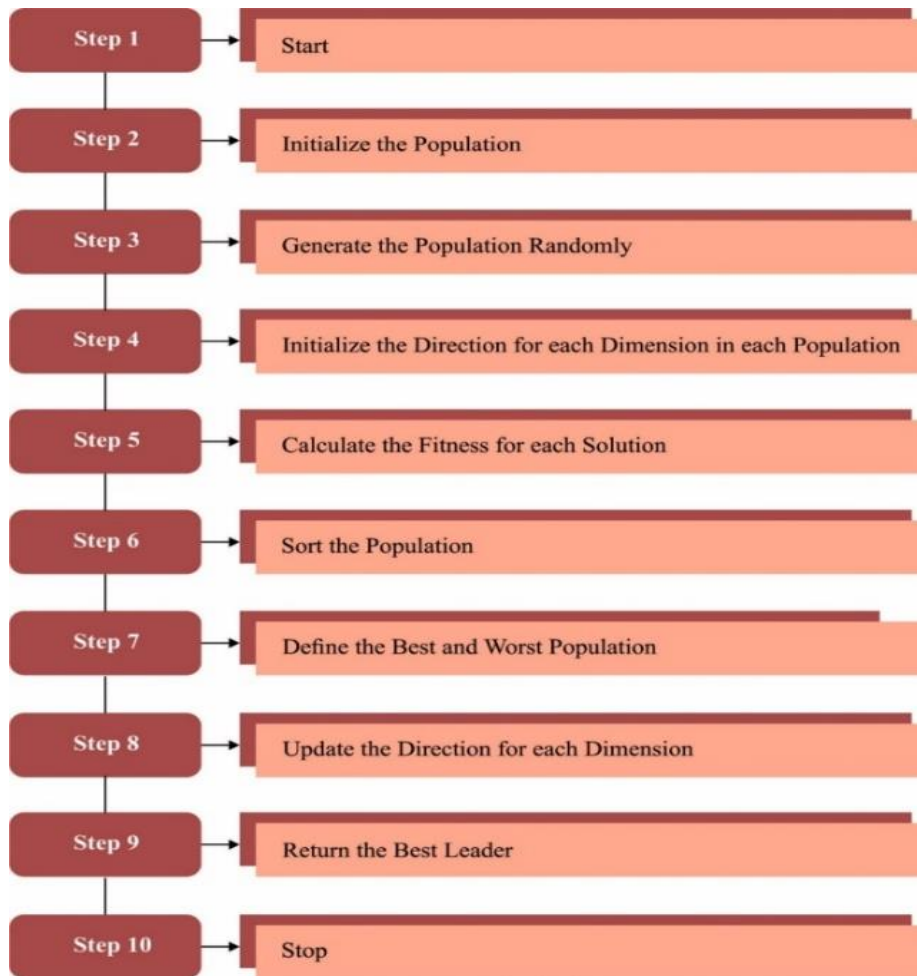 Step 1
Start
Step 2
Initialize the Population
Step 3
Generate the Population Randomly
Step 4
Initialize the Direction for each Dimension in each Population
Step 5
Calculate the Fitness for each Solution
Step 6
Sort the Population
Step 7
Define the Best and Worst Population
Step 8
Update the Direction for each Dimension
Step 9
Return the Best Leader
Step 10
Stop